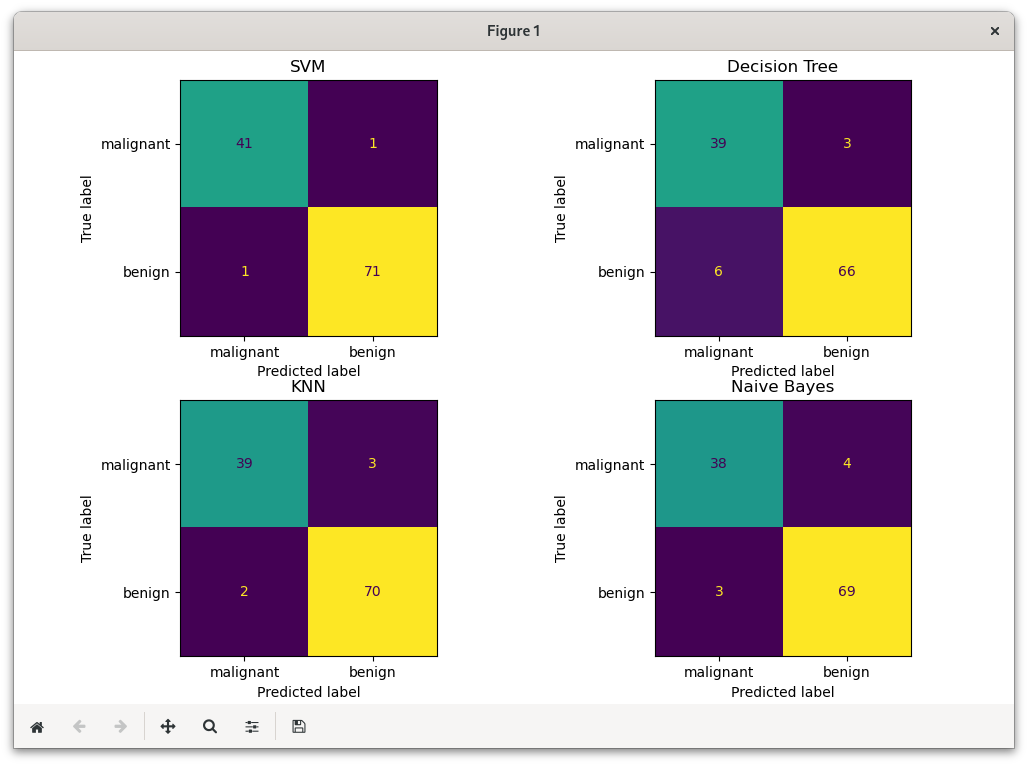 Figure 1
SVM
malignant
41
1
True label
benign
1
71
malignant
benign
Predicted label
Decision Tree
malignant
39
3
True label
benign
6
66
malignant
benign
Predicted label
KNN
malignant
39
3
True label
benign
2
70
malignant
benign
Predicted label
Naive Bayes
malignant
38
4
True label
benign
3
69
malignant
benign
Predicted label